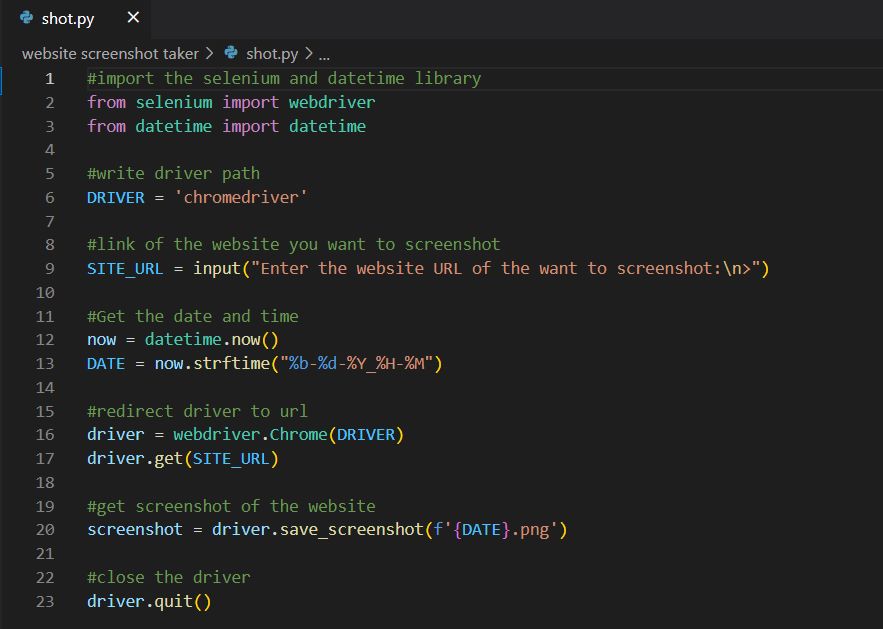 shot.py ×
website screenshot taker > shot.py > ...
1 #import the selenium and datetime library
2 from selenium import webdriver
3 from datetime import datetime
4
5 #write driver path
6 DRIVER = 'chromedriver'
7
8 #link of the website you want to screenshot
9 SITE_URL = input("Enter the website URL of the want to screenshot:\n>")
10
11 #Get the date and time
12 now = datetime.now()
13 DATE = now.strftime("%b-%d-%Y_%H-%M")
14
15 #redirect driver to url
16 driver = webdriver.Chrome(DRIVER)
17 driver.get(SITE_URL)
18
19 #get screenshot of the website
20 screenshot = driver.save_screenshot(f'{DATE}.png')
21
22 #close the driver
23 driver.quit()